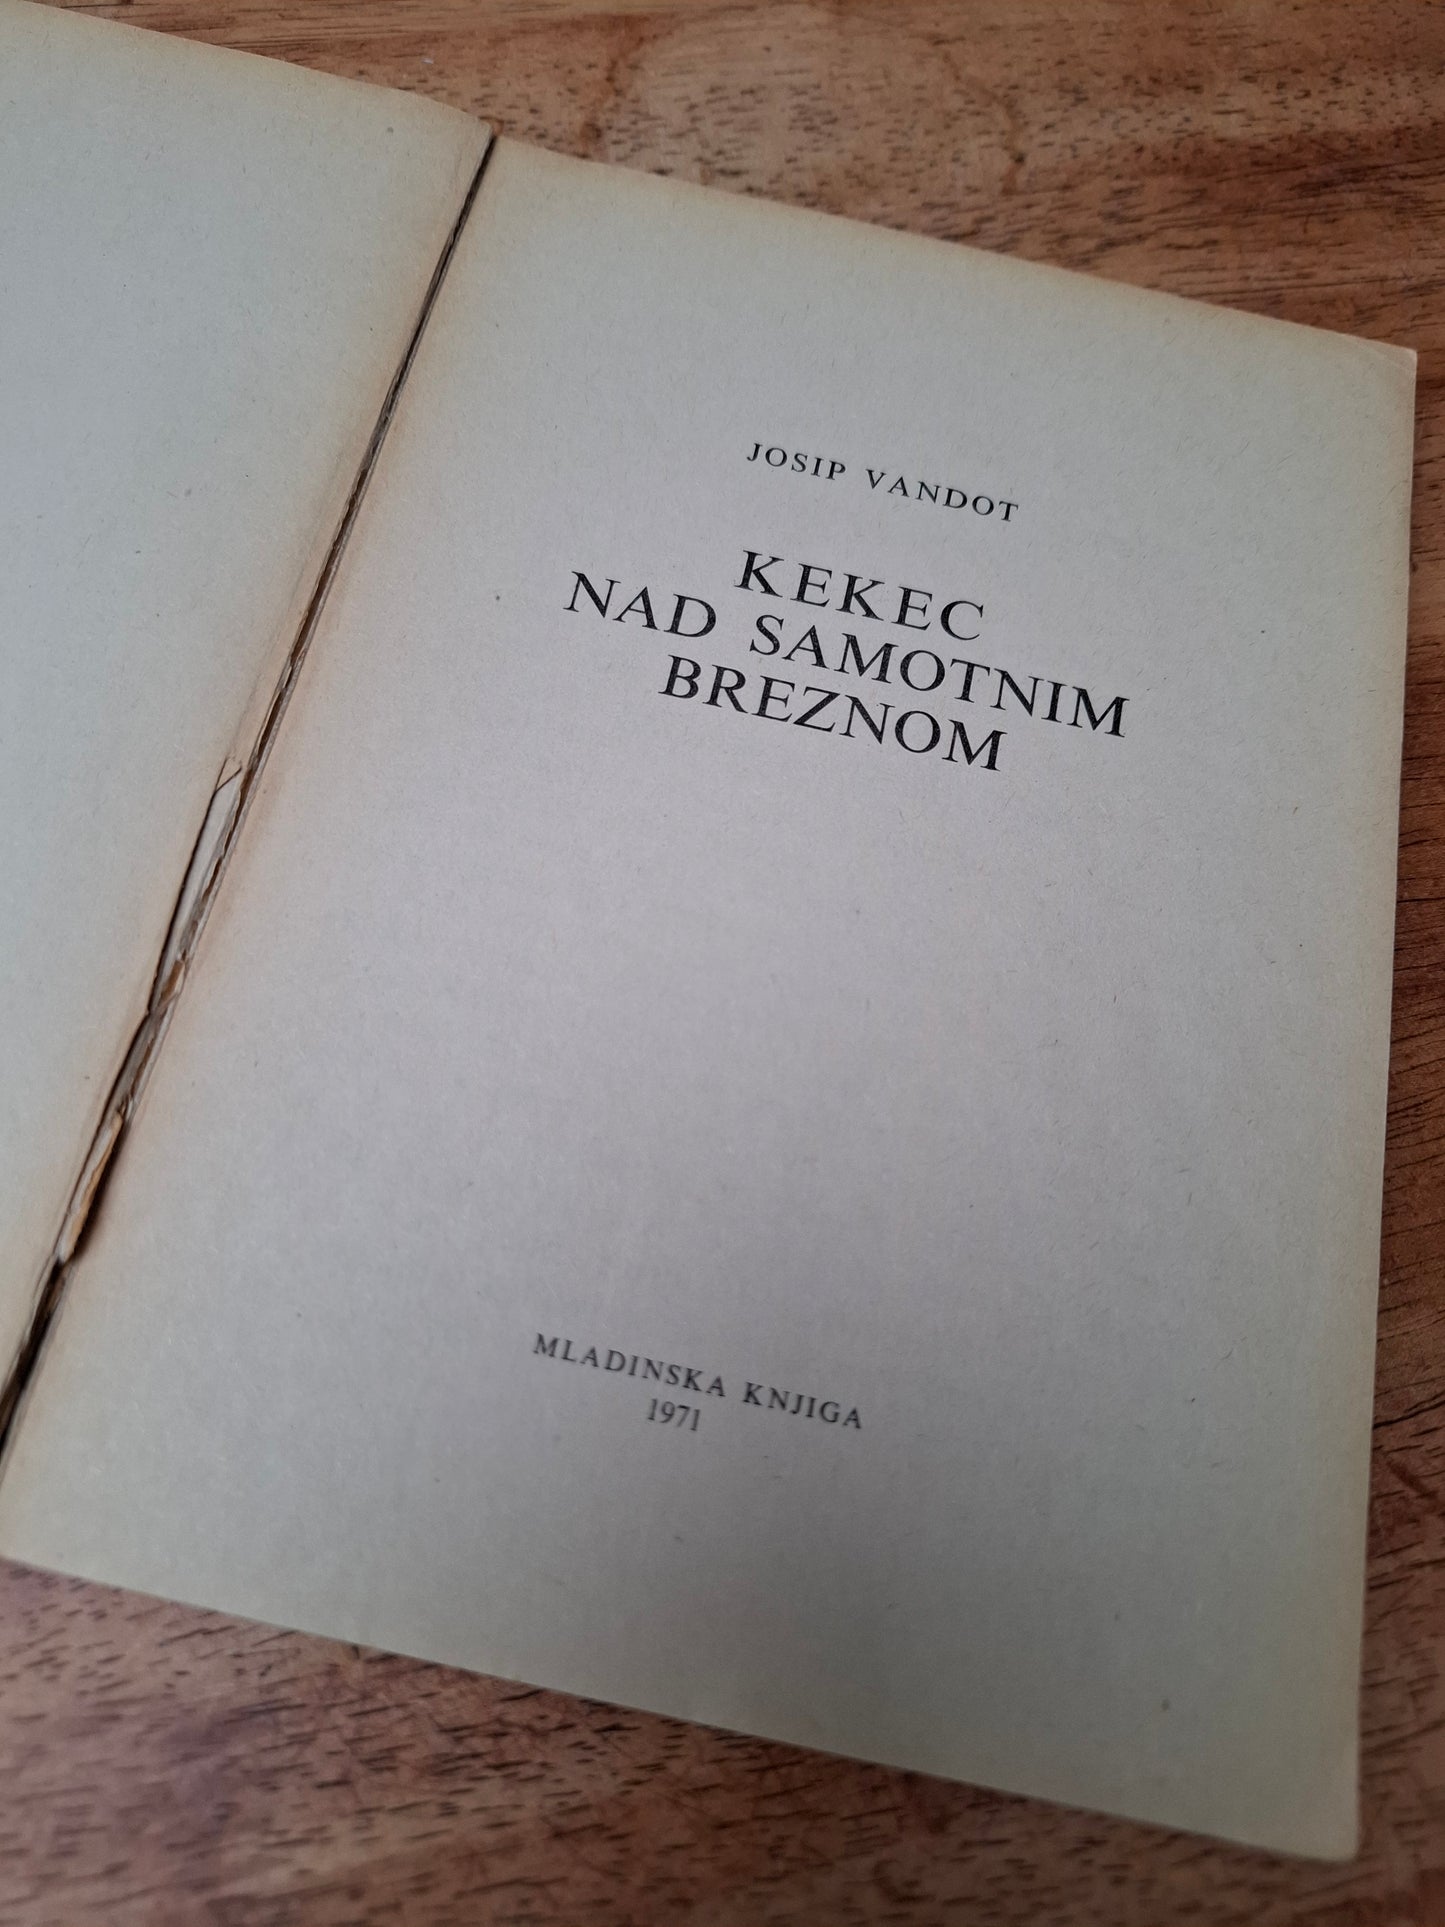 JOSIP VANDOT
KEKEC
NAD SAMOTNIM
BREZNOM
MLADINSKA KNJIGA
1971